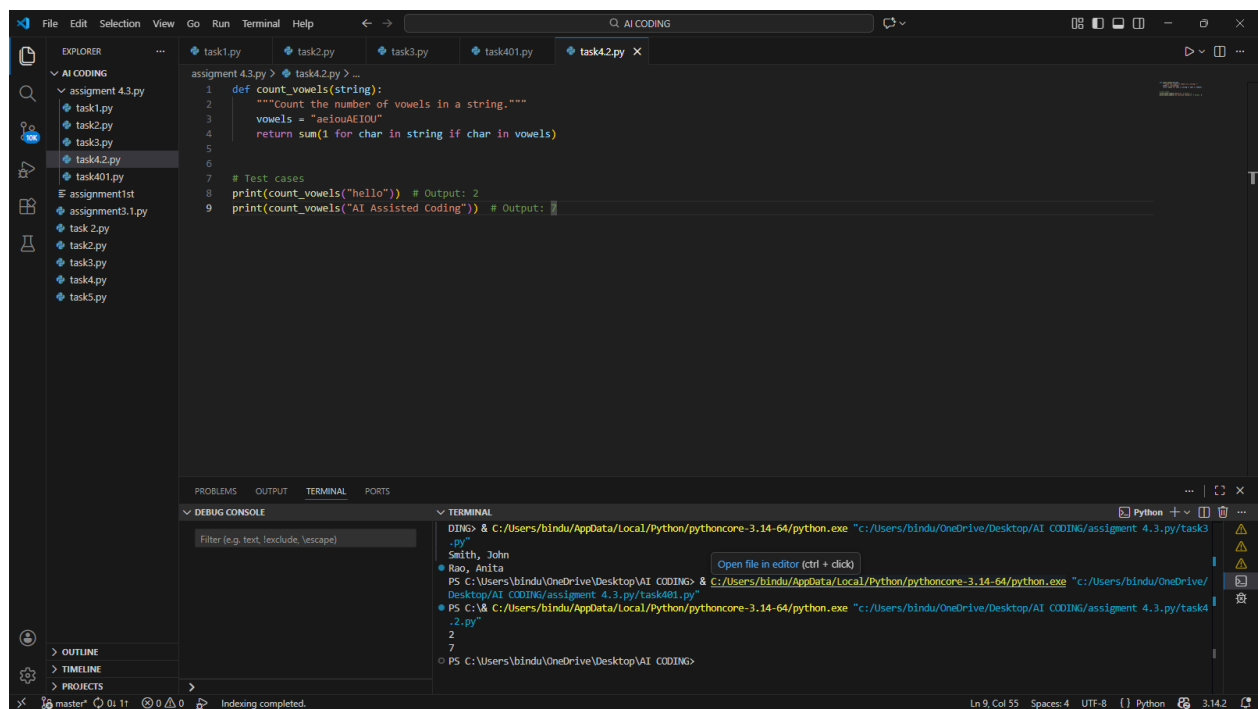 File Edit Selection View Go Run Terminal Help
AI CODING
EXPLORER
AI CODING
assigment 4.3.py
task1.py
task2.py
task3.py
task4.2.py
task401.py
assignment1st
assignment3.1.py
task 2.py
task2.py
task3.py
task4.py
task5.py
OUTLINE
TIMELINE
PROJECTS
10K
task1.py task2.py task3.py task401.py task4.2.py
assigment 4.3.py > task4.2.py > ...
1 def count_vowels(string):
2 """Count the number of vowels in a string."""
3 vowels = "aeiouAEIOU"
4 return sum(1 for char in string if char in vowels)
5
6
7 # Test cases
8 print(count_vowels("hello")) # Output: 2
9 print(count_vowels("AI Assisted Coding")) # Output: 7
PROBLEMS OUTPUT TERMINAL PORTS
DEBUG CONSOLE
Filter (e.g. text, !exclude, \escape)
TERMINAL
Python
DING> & C:/Users/bindu/AppData/Local/Python/pythoncore-3.14-64/python.exe "c:/Users/bindu/OneDrive/Desktop/AI CODING/assigment 4.3.py/task3
.py"
Smith, John
Rao, Anita
Open file in editor (ctrl + click)
PS C:\Users\bindu\OneDrive\Desktop\AI CODING> & C:/Users/bindu/AppData/Local/Python/pythoncore-3.14-64/python.exe "c:/Users/bindu/OneDrive/
Desktop/AI CODING/assigment 4.3.py/task401.py"
PS C:\& C:/Users/bindu/AppData/Local/Python/pythoncore-3.14-64/python.exe "c:/Users/bindu/OneDrive/Desktop/AI CODING/assigment 4.3.py/task4
.2.py"
2
7
PS C:\Users\bindu\OneDrive\Desktop\AI CODING>
master* 0↓ 1↑ 0 0 Indexing completed. Ln 9, Col 55 Spaces: 4 UTF-8 {} Python 3.14.2